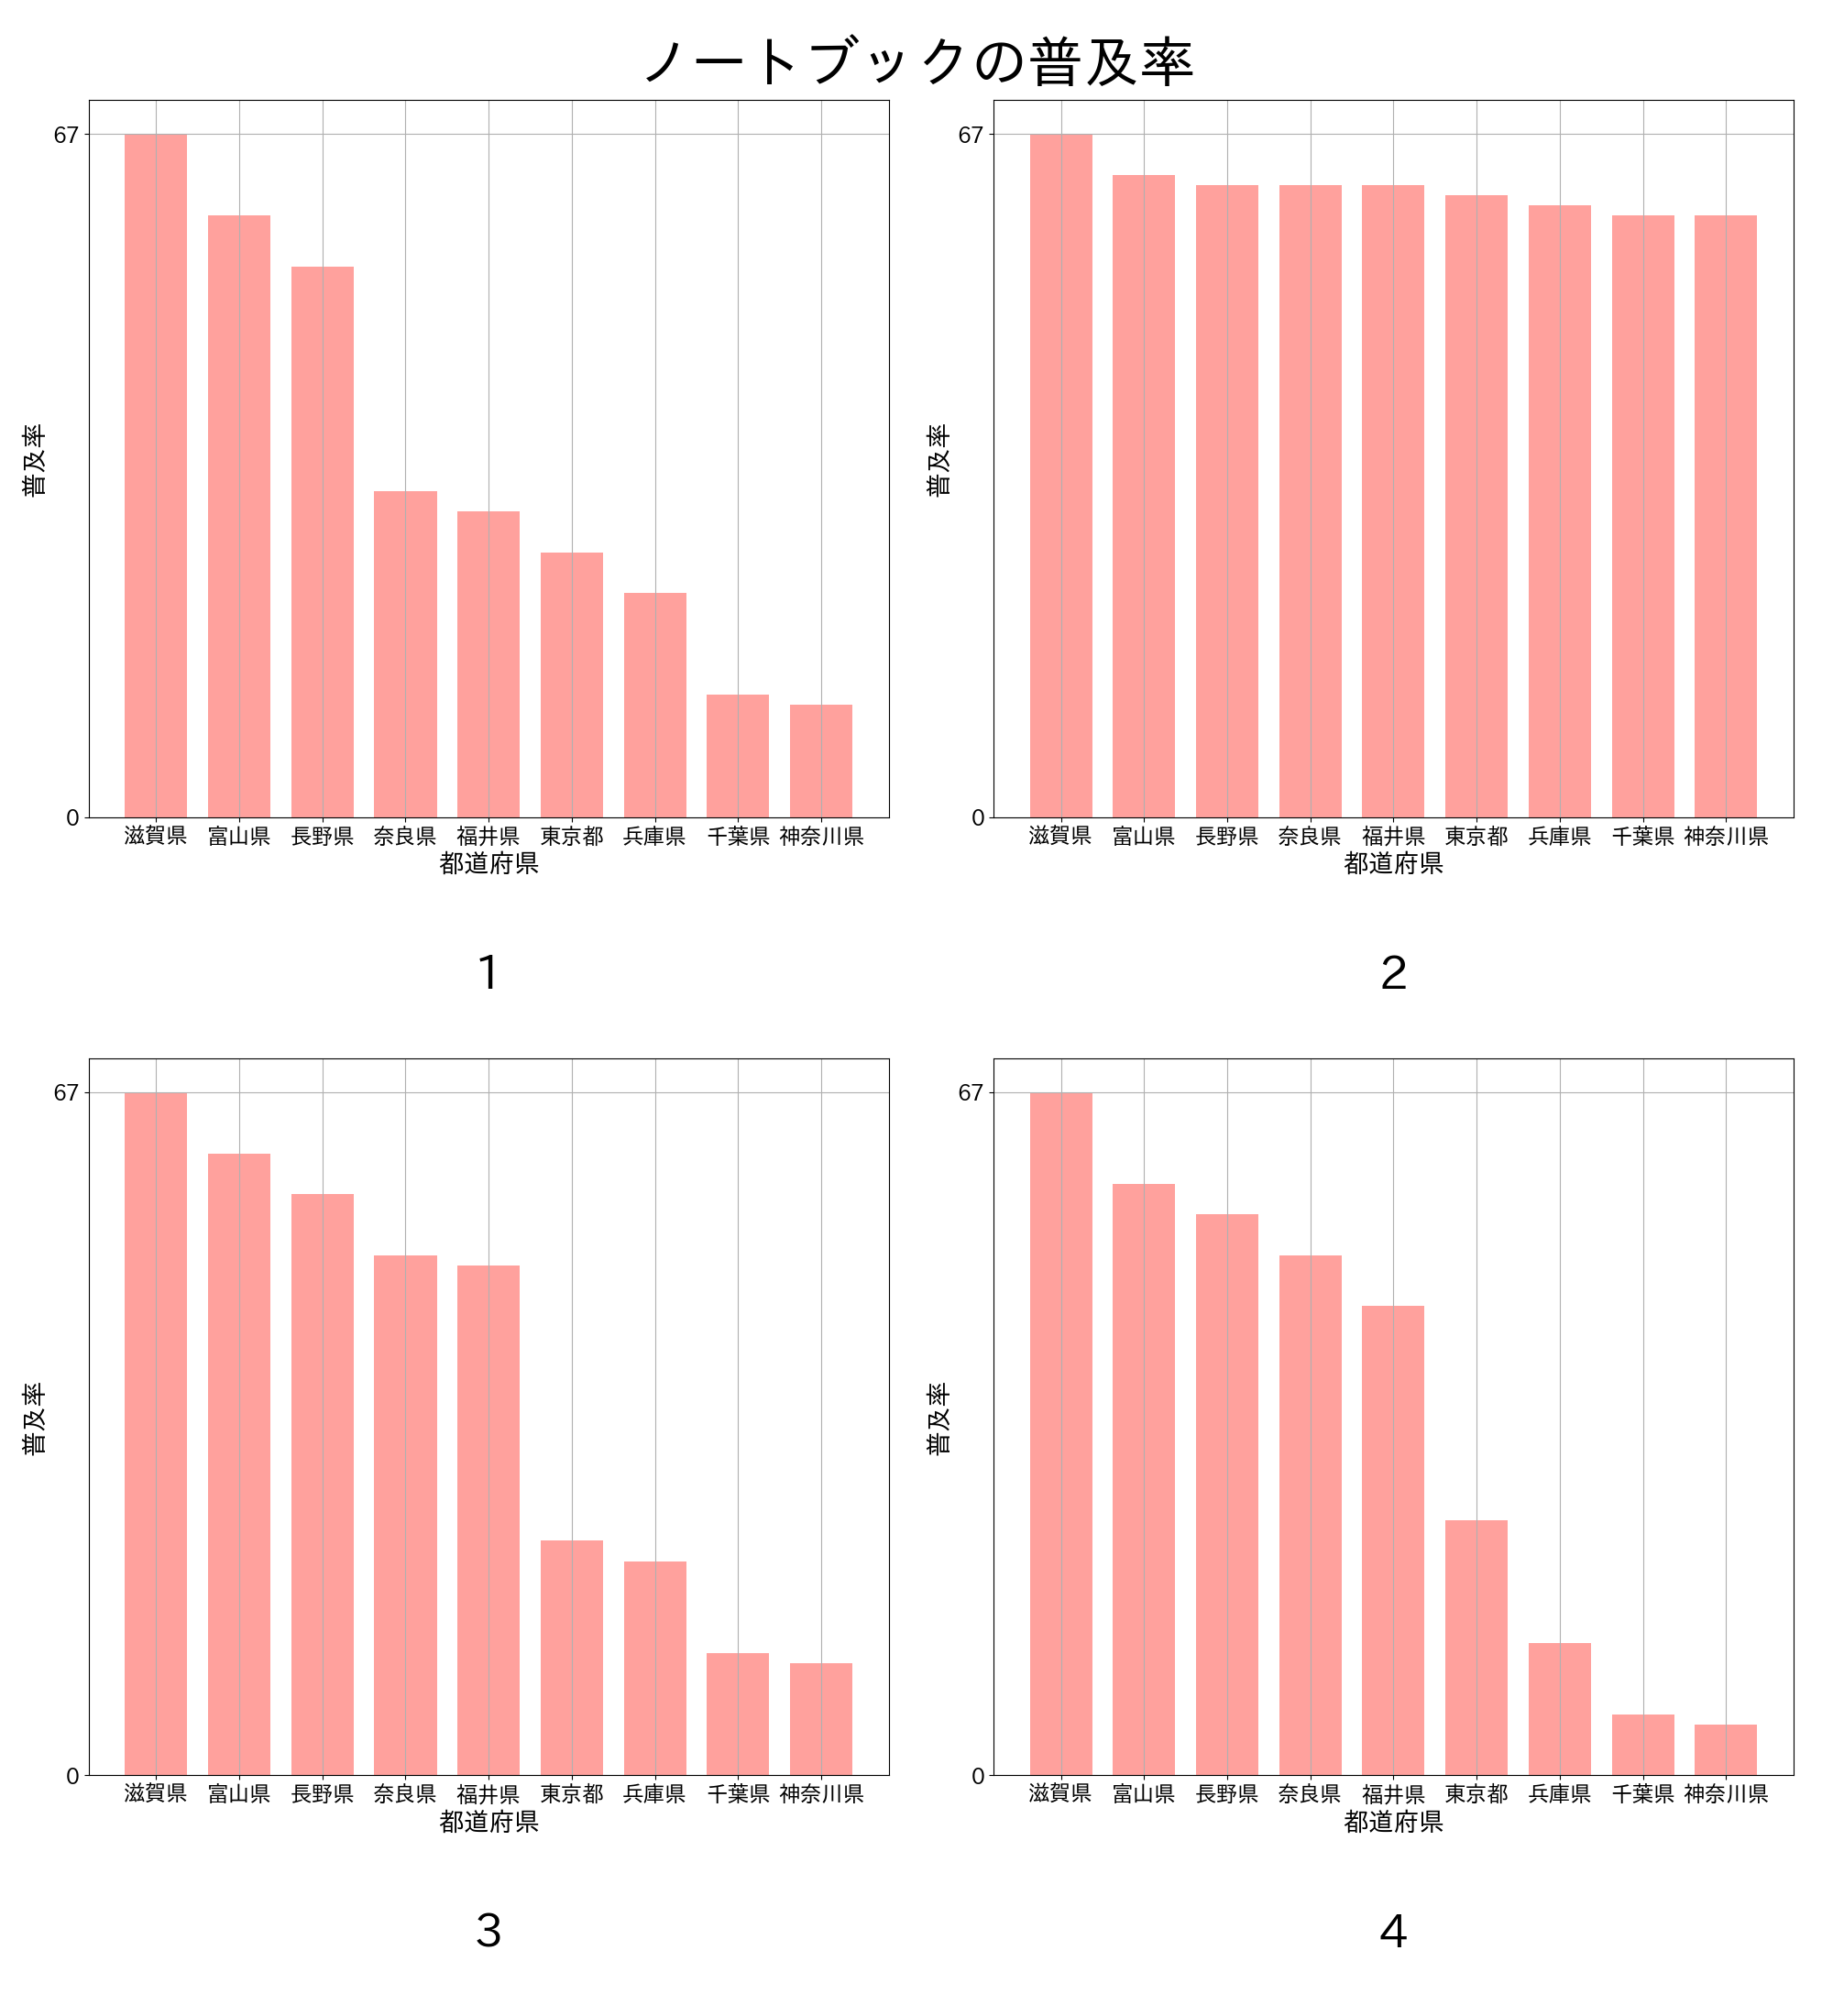 ノートブックの普及率
67
0
普及率
滋賀県 富山県 長野県 奈良県 福井県 東京都 兵庫県 千葉県 神奈川県
都道府県
1
67
0
普及率
滋賀県 富山県 長野県 奈良県 福井県 東京都 兵庫県 千葉県 神奈川県
都道府県
2
67
0
普及率
滋賀県 富山県 長野県 奈良県 福井県 東京都 兵庫県 千葉県 神奈川県
都道府県
3
67
0
普及率
滋賀県 富山県 長野県 奈良県 福井県 東京都 兵庫県 千葉県 神奈川県
都道府県
4